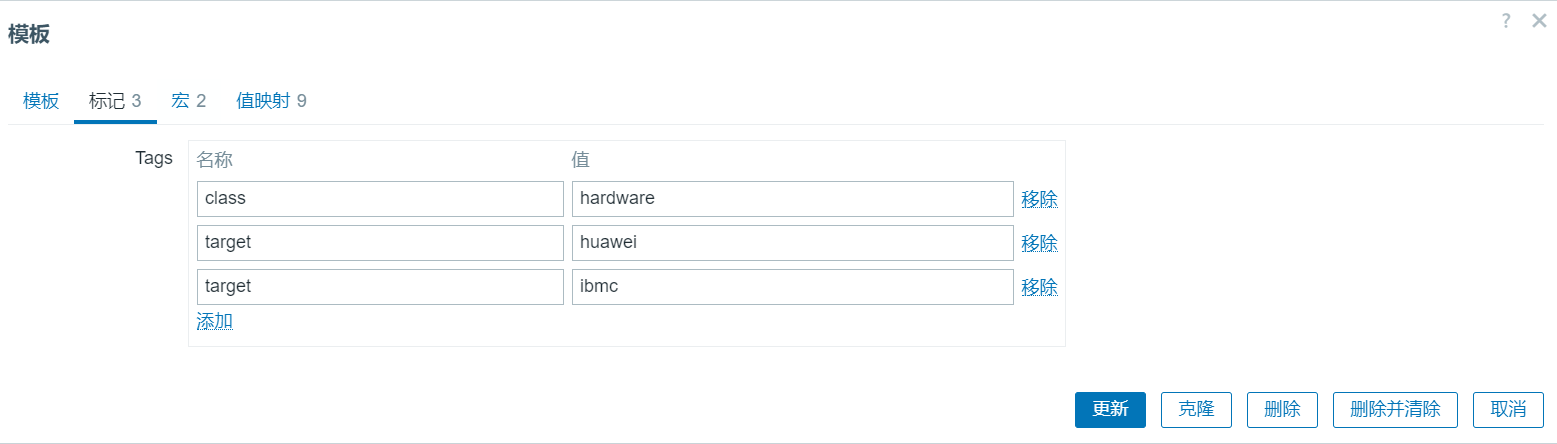 模板 ? ×
模板 标记 3 宏 2 值映射 9
Tags 名称 值
class hardware 移除
target huawei 移除
target ibmc 移除
添加
更新 克隆 删除 删除并清除 取消